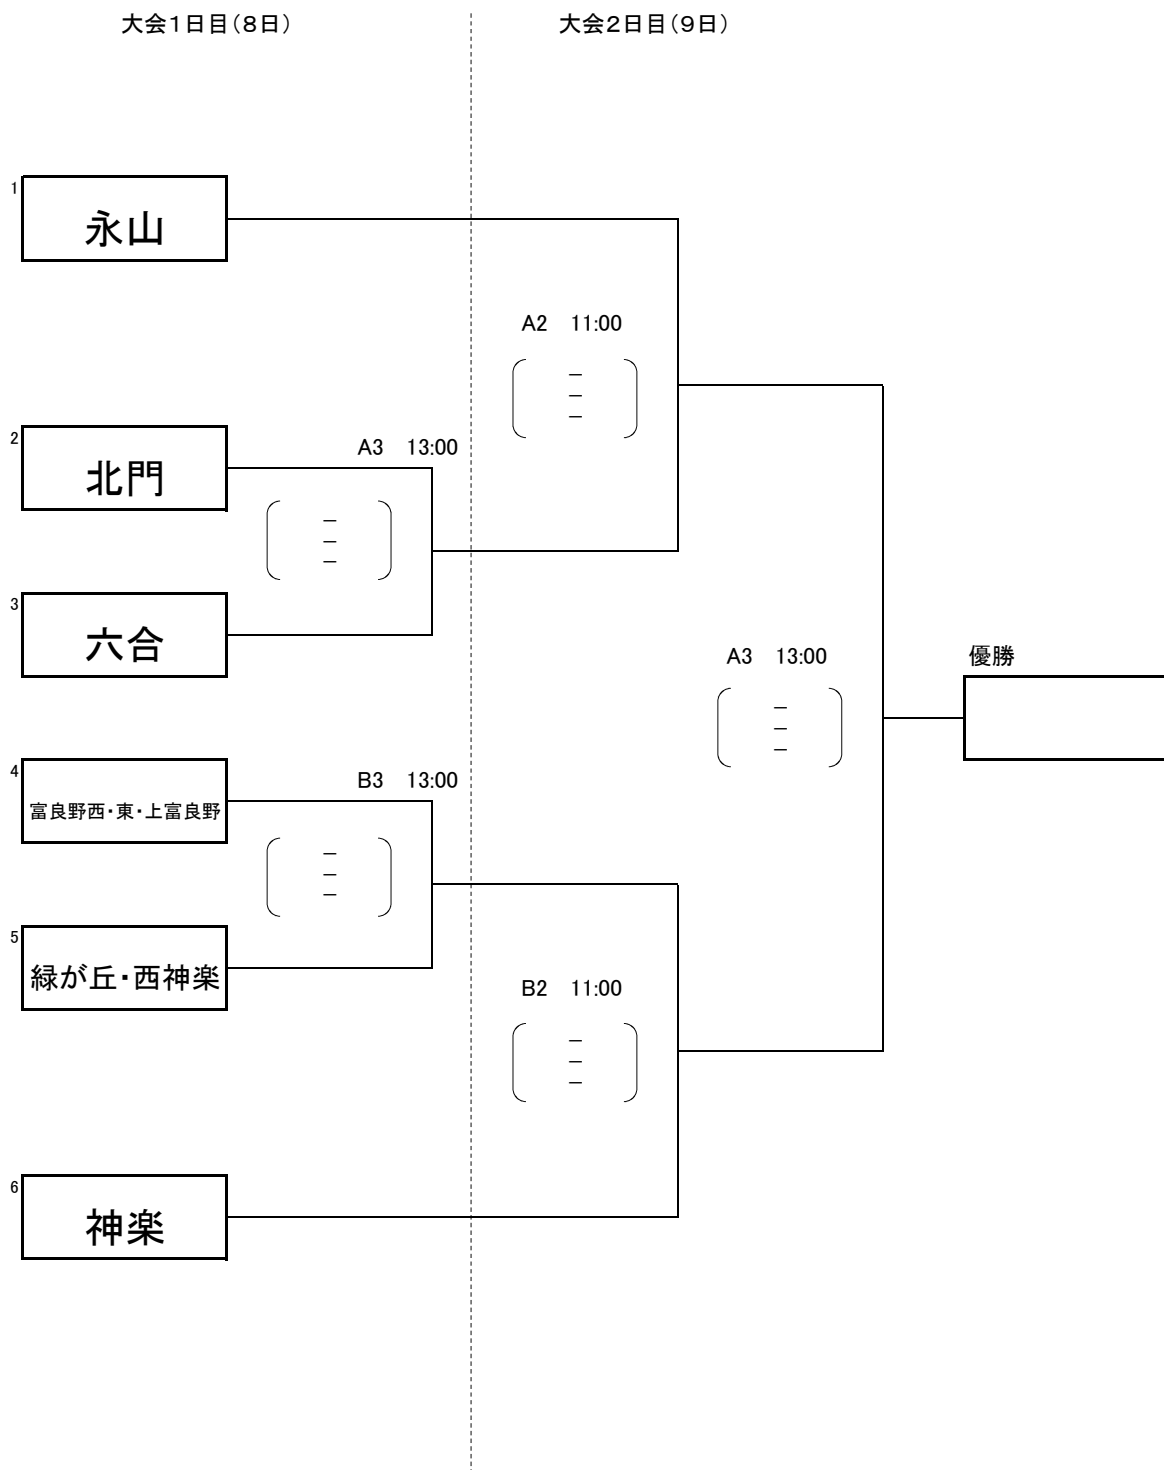 大会１日目（８日）
大会２日目（９日）
1
永山
A2 11:00
－
－
－
2
北門
A3 13:00
－
－
－
3
六合
A3 13:00
－
－
－
優勝
4
富良野西・東・上富良野
B3 13:00
－
－
－
5
緑が丘・西神楽
B2 11:00
－
－
－
6
神楽